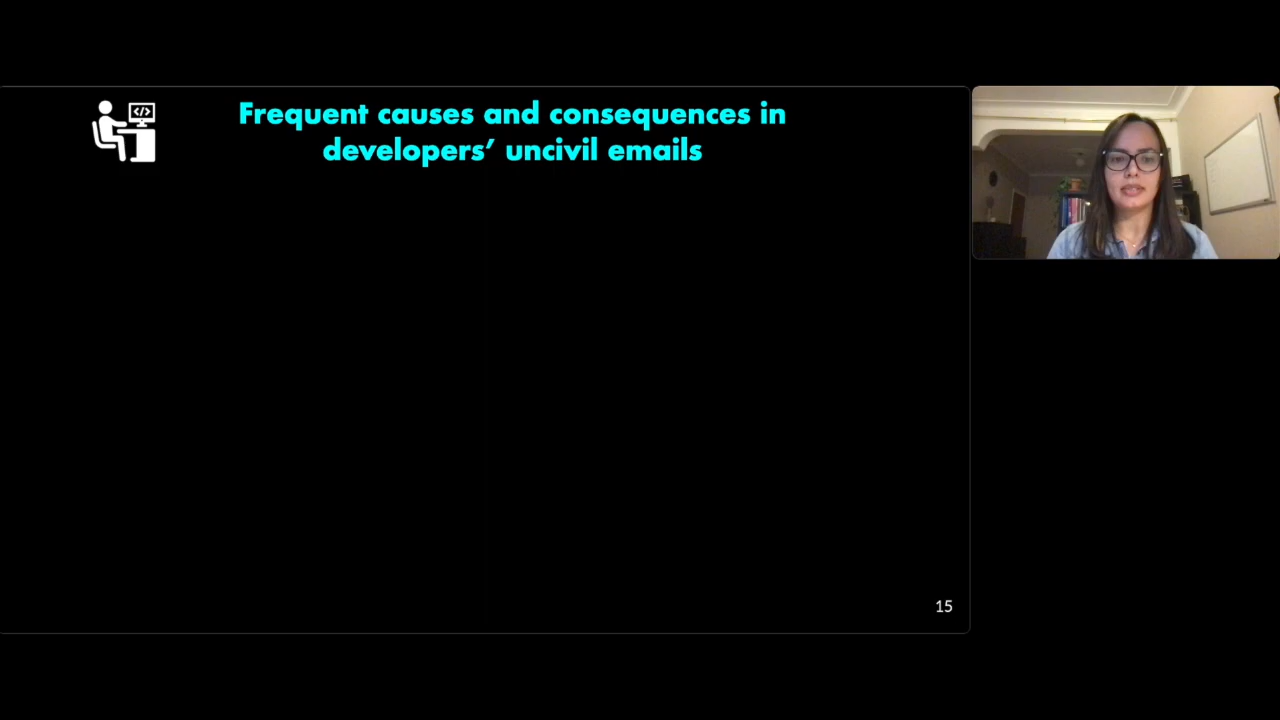 Frequent causes and consequences in
developers’ uncivil emails
</>
15